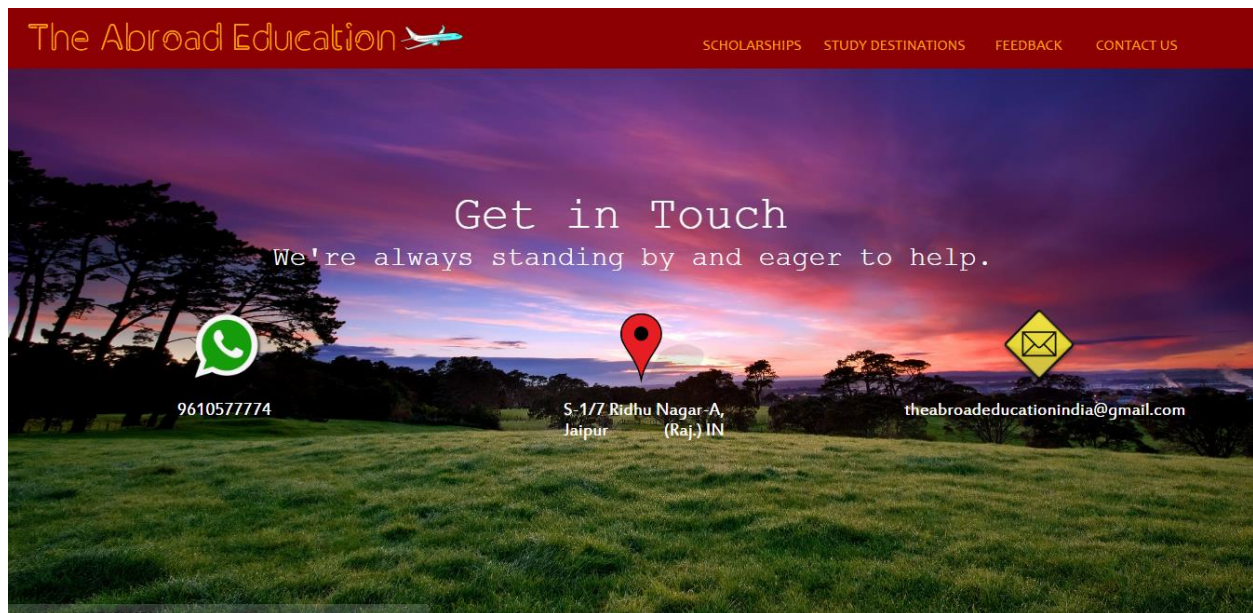 The Abroad Education
SCHOLARSHIPS STUDY DESTINATIONS FEEDBACK CONTACT US
Get in Touch
We're always standing by and eager to help.
9610577774
S-1/7 Ridhu Nagar-A,
Jaipur (Raj.) IN
theabroadeducationindia@gmail.com